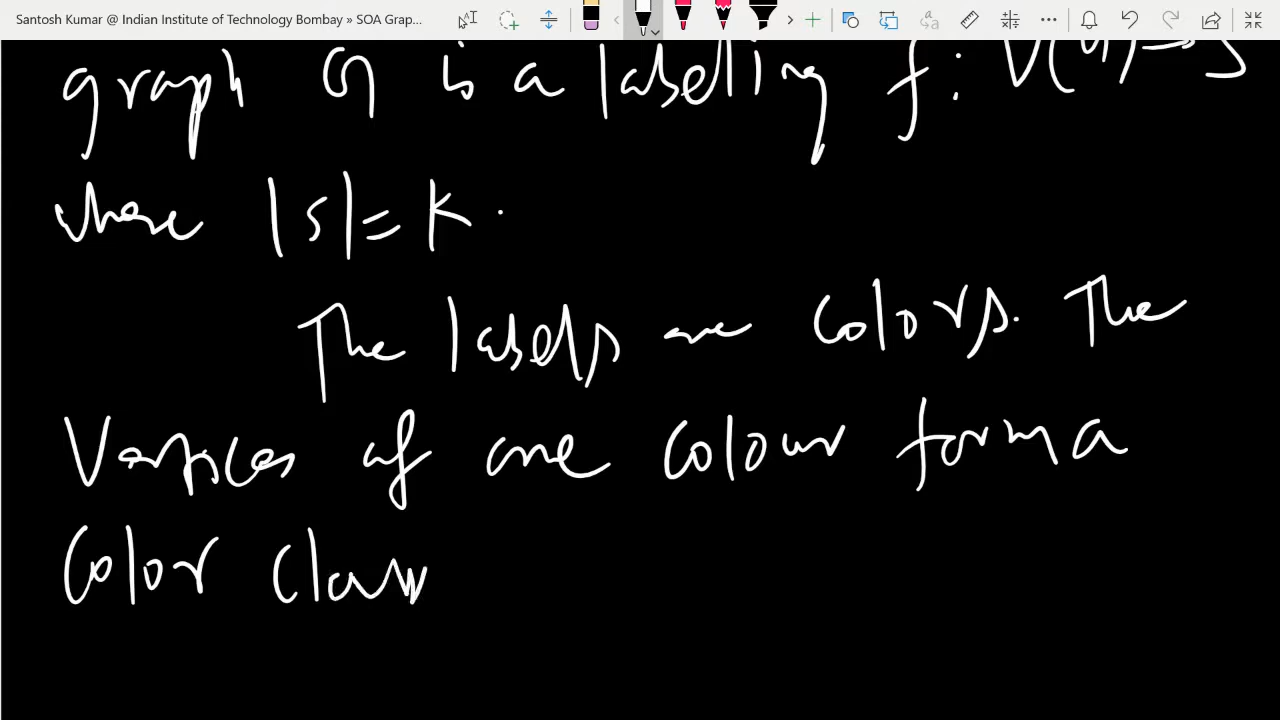 Santosh Kumar @ Indian Institute of Technology Bombay » SOA Grap...
graph G is a labeling f: V(G) → S
where |S| = K.
The labels are colors. The
Vertices of one colour form a
Color class